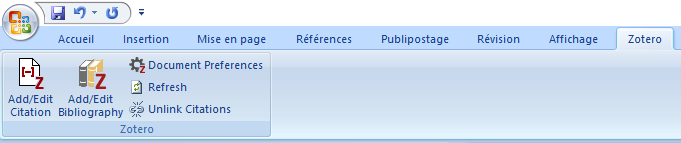 Accueil Insertion Mise en page Références Publipostage Révision Affichage Zotero
Add/Edit Citation
Add/Edit Bibliography
Document Preferences
Refresh
Unlink Citations
Zotero